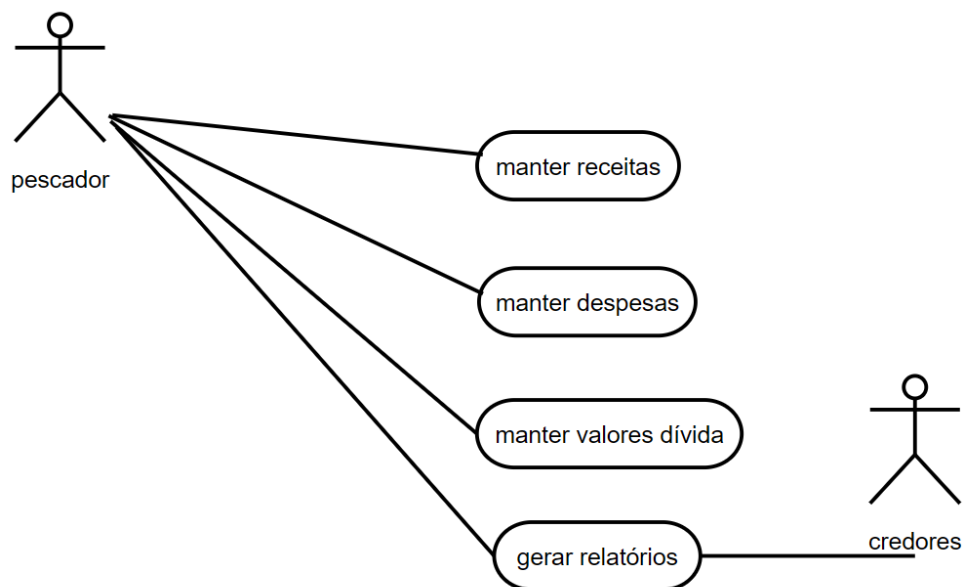 pescador
manter receitas
manter despesas
manter valores dívida
gerar relatórios
credores